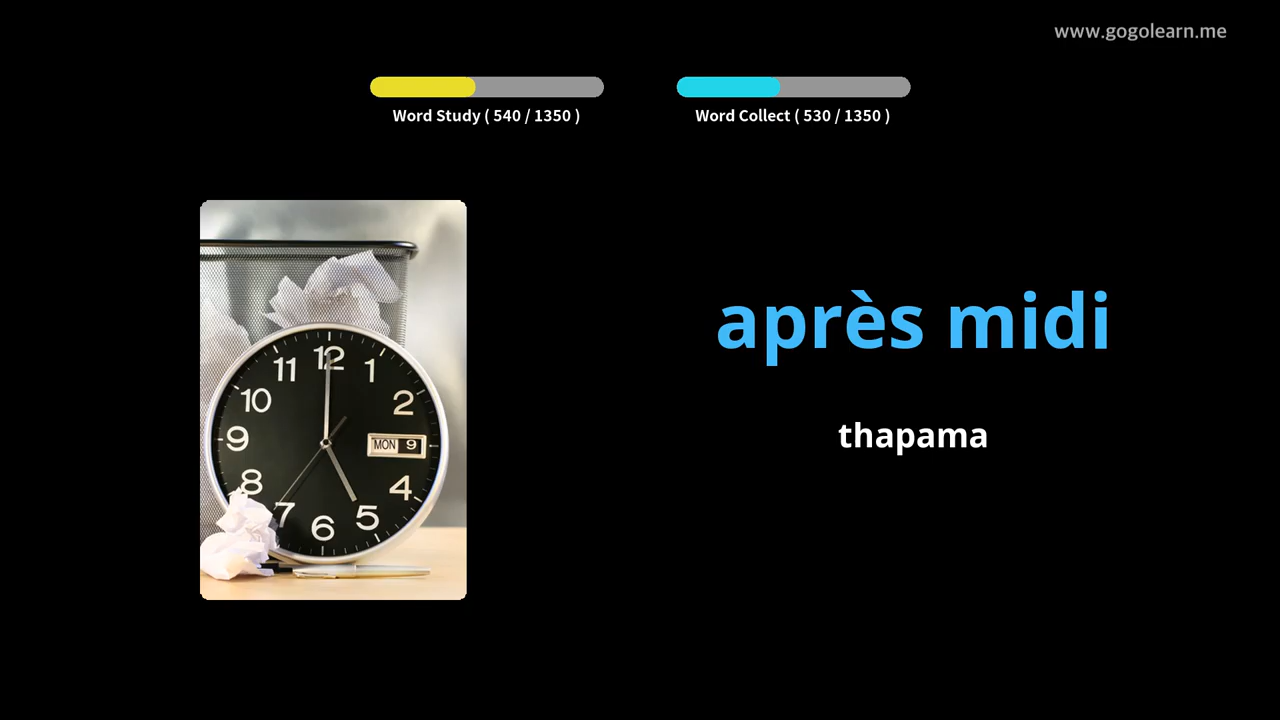 www.gogolearn.me
Word Study ( 540 / 1350 )
Word Collect ( 530 / 1350 )
12
11
1
10
2
9
MON 9
8
4
7
5
6
après midi
thapama